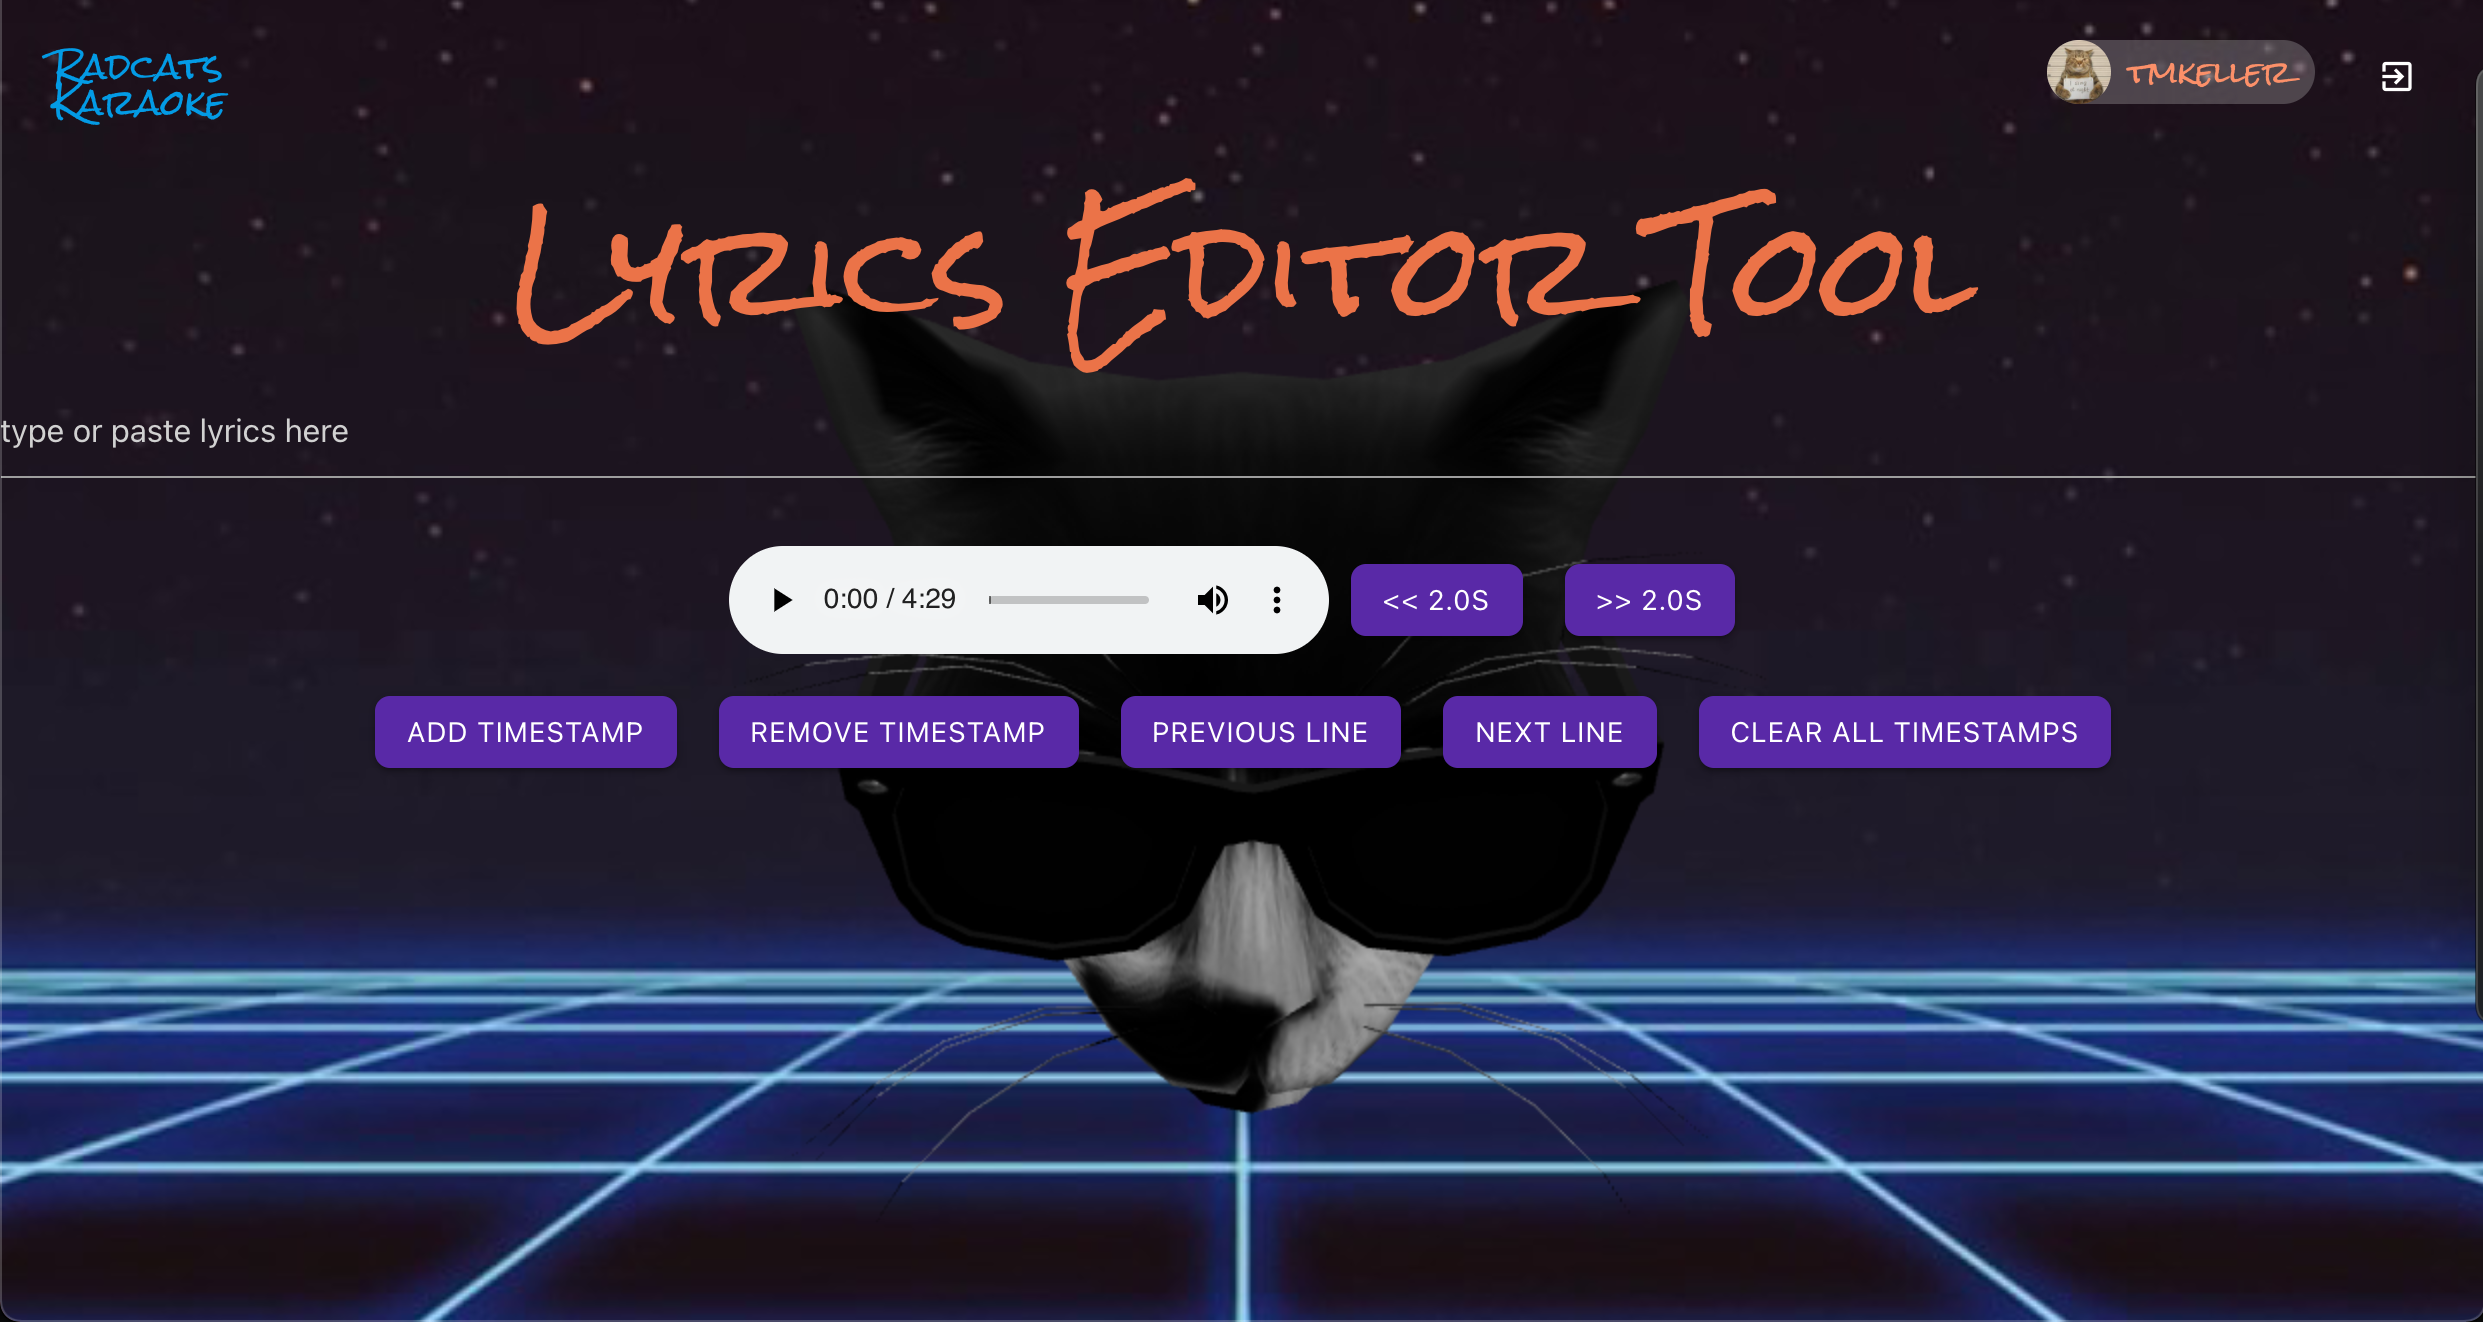 Radcats
Karaoke
tmkeller
Lyrics Editor Tool
type or paste lyrics here
0:00 / 4:29
<< 2.0S
>> 2.0S
ADD TIMESTAMP
REMOVE TIMESTAMP
PREVIOUS LINE
NEXT LINE
CLEAR ALL TIMESTAMPS